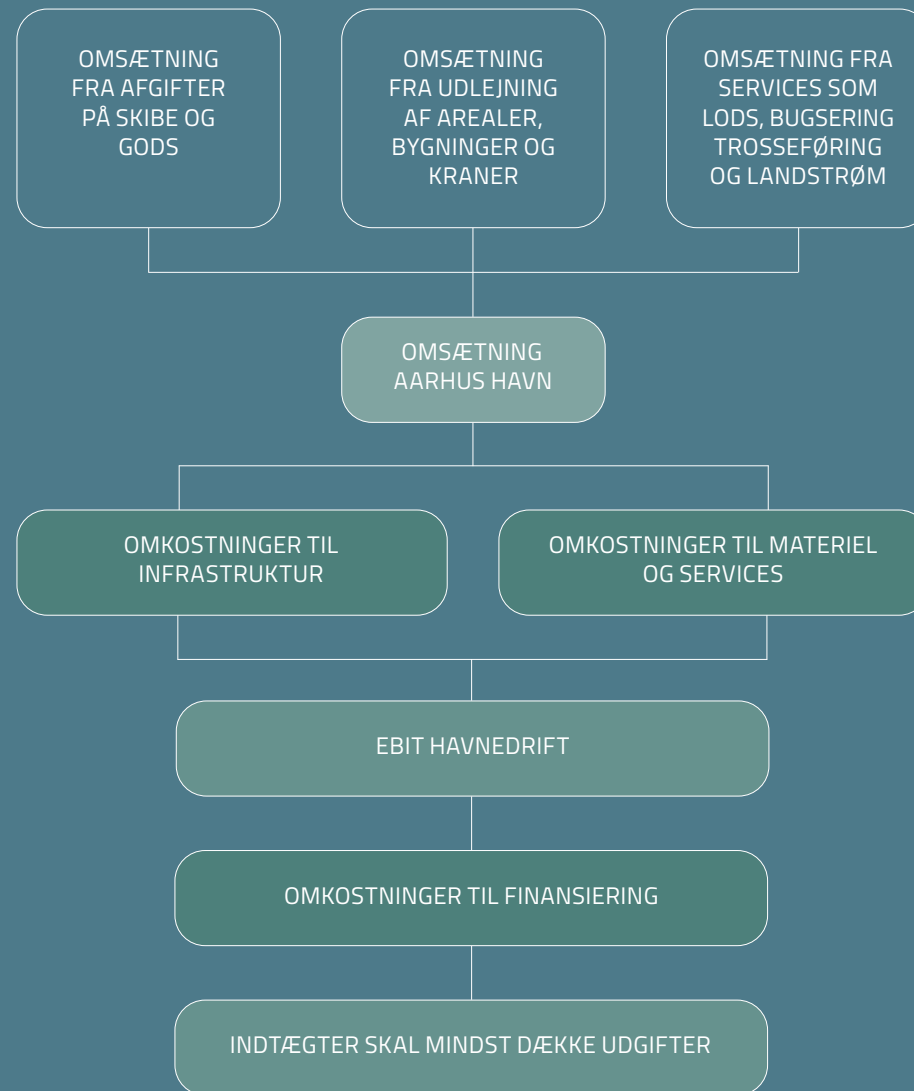 OMSÆTNING
FRA AFGIFTER
PÅ SKIBE OG
GODS
OMSÆTNING
FRA UDLEJNING
AF AREALER,
BYGNINGER OG
KRANER
OMSÆTNING FRA
SERVICES SOM
LODS, BUGSERING
TROSSEFØRING
OG LANDSTRØM
OMSÆTNING
AARHUS HAVN
OMKOSTNINGER TIL
INFRASTRUKTUR
OMKOSTNINGER TIL MATERIEL
OG SERVICES
EBIT HAVNEDRIFT
OMKOSTNINGER TIL FINANSIERING
INDTÆGTER SKAL MINDST DÆKKE UDGIFTER